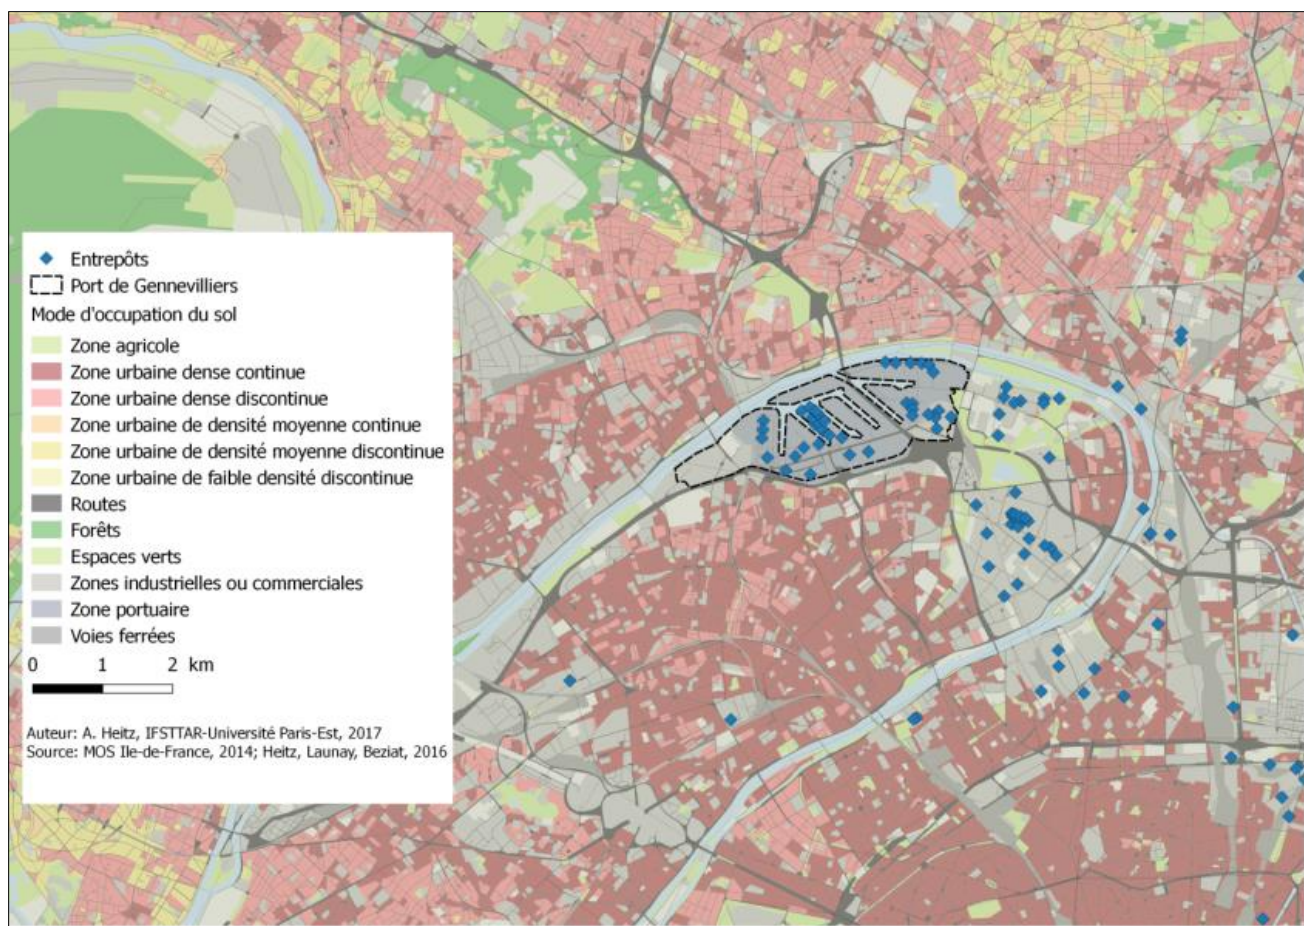 Entrepôts
Port de Gennevilliers
Mode d'occupation du sol
Zone agricole
Zone urbaine dense continue
Zone urbaine dense discontinue
Zone urbaine de densité moyenne continue
Zone urbaine de densité moyenne discontinue
Zone urbaine de faible densité discontinue
Routes
Forêts
Espaces verts
Zones industrielles ou commerciales
Zone portuaire
Voies ferrées
0 1 2 km
Auteur: A. Heitz, IFSTTAR-Université Paris-Est, 2017
Source: MOS Ile-de-France, 2014; Heitz, Launay, Beziat, 2016